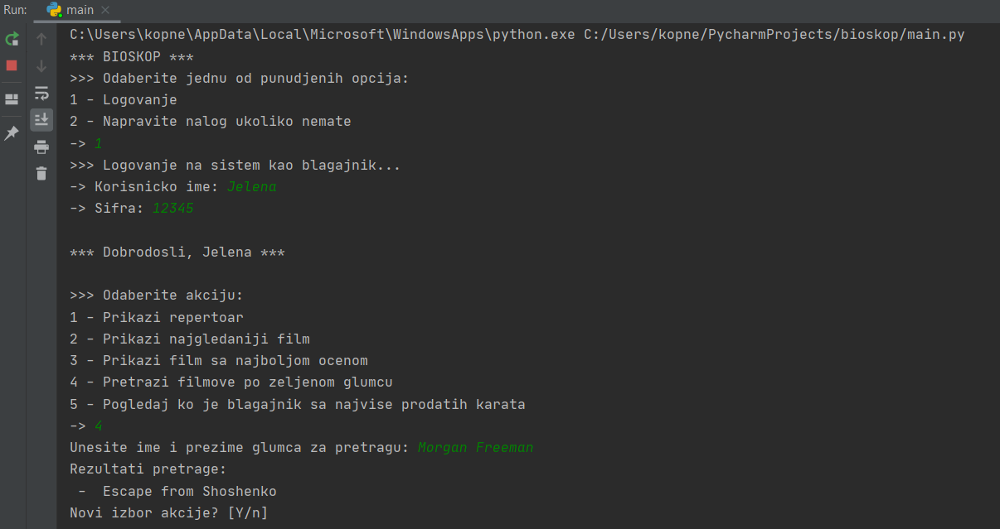 Run: main
C:\Users\kopne\AppData\Local\Microsoft\WindowsApps\python.exe C:/Users/kopne/PycharmProjects/bioskop/main.py
*** BIOSKOP ***
>>> Odaberite jednu od punudjenih opcija:
1 - Logovanje
2 - Napravite nalog ukoliko nemate
-> 1
>>> Logovanje na sistem kao blagajnik...
-> Korisnicko ime: Jelena
-> Sifra: 12345
*** Dobrodosli, Jelena ***
>>> Odaberite akciju:
1 - Prikazi repertoar
2 - Prikazi najgledaniji film
3 - Prikazi film sa najboljom ocenom
4 - Pretrazi filmove po zeljenom glumcu
5 - Pogledaj ko je blagajnik sa najvise prodatih karata
-> 4
Unesite ime i prezime glumca za pretragu: Morgan Freeman
Rezultati pretrage:
 -  Escape from Shoshenko
Novi izbor akcije? [Y/n]